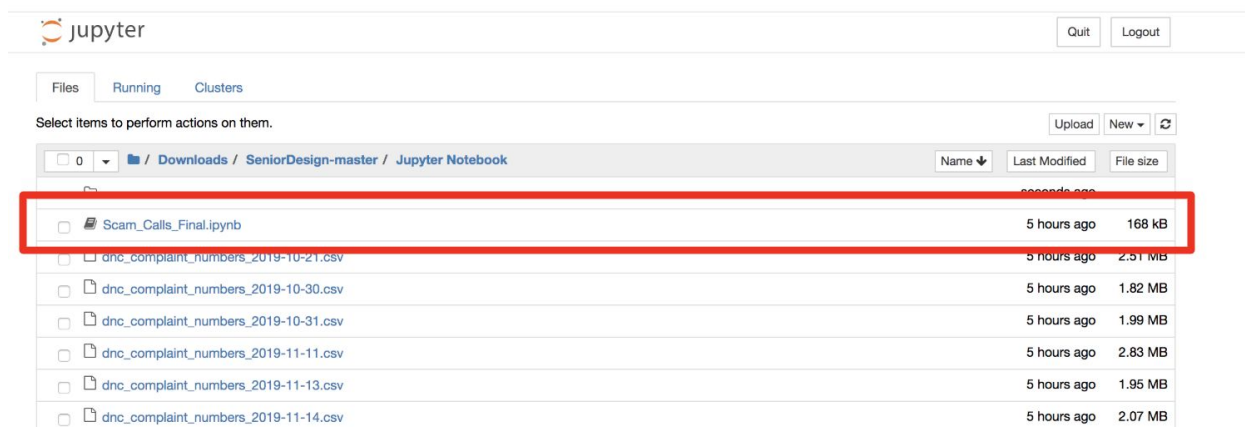 jupyter Quit Logout
Files Running Clusters
Select items to perform actions on them. Upload New
0 / Downloads / SeniorDesign-master / Jupyter Notebook Name Last Modified File size
seconds ago
Scam_Calls_Final.ipynb 5 hours ago 168 kB
dnc_complaint_numbers_2019-10-21.csv 5 hours ago 2.51 MB
dnc_complaint_numbers_2019-10-30.csv 5 hours ago 1.82 MB
dnc_complaint_numbers_2019-10-31.csv 5 hours ago 1.99 MB
dnc_complaint_numbers_2019-11-11.csv 5 hours ago 2.83 MB
dnc_complaint_numbers_2019-11-13.csv 5 hours ago 1.95 MB
dnc_complaint_numbers_2019-11-14.csv 5 hours ago 2.07 MB